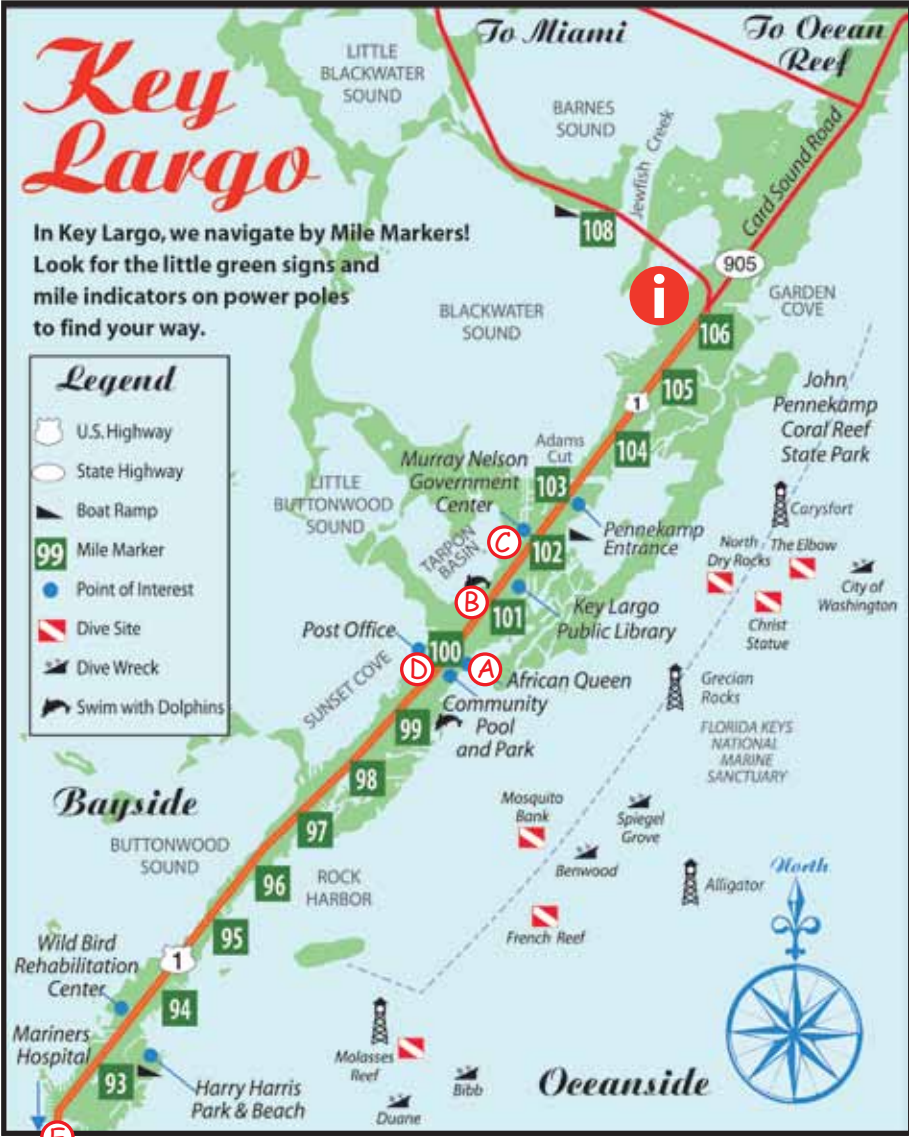 Key
Largo
In Key Largo, we navigate by Mile Markers!
Look for the little green signs and
mile indicators on power poles
to find your way.
Legend
U.S. Highway
State Highway
Boat Ramp
99 Mile Marker
Point of Interest
Dive Site
Dive Wreck
Swim with Dolphins
To Miami
To Ocean
Reef
LITTLE
BLACKWATER
SOUND
BARNES
SOUND
Jewfish Creek
Card Sound Road
108
905
i
GARDEN
COVE
BLACKWATER
SOUND
106
105
1
104
John
Pennekamp
Coral Reef
State Park
Adams
Cut
Murray Nelson
Government
Center
103
LITTLE
BUTTONWOOD
SOUND
Carysfort
Pennekamp
Entrance
C
102
TARPON
BASIN
North
Dry Rocks
The Elbow
City of
Washington
Christ
Statue
B
101
Key Largo
Public Library
Post Office
100
D
A
African Queen
SUNSET COVE
Community
Pool
and Park
Grecian
Rocks
99
FLORIDA KEYS
NATIONAL
MARINE
SANCTUARY
98
Bayside
Mosquito
Bank
Spiegel
Grove
97
BUTTONWOOD
SOUND
Benwood
96
ROCK
HARBOR
Alligator
North
French Reef
95
Wild Bird
Rehabilitation
Center
1
94
Mariners
Hospital
93
Harry Harris
Park & Beach
Molasses
Reef
Bibb
Duane
Oceanside
E